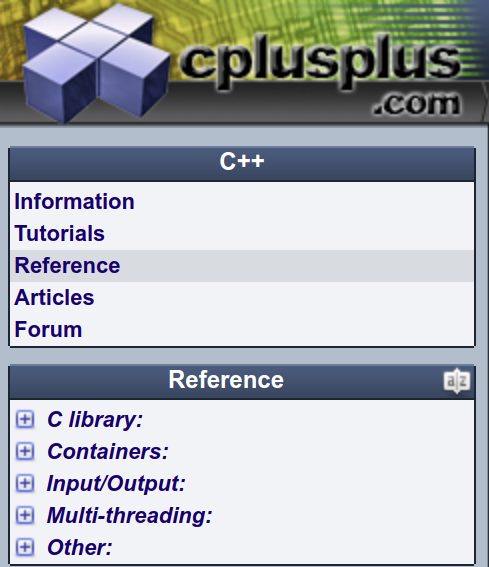 cplusplus
.com
C++
Information
Tutorials
Reference
Articles
Forum
Reference
a z
C library:
Containers:
Input/Output:
Multi-threading:
Other: